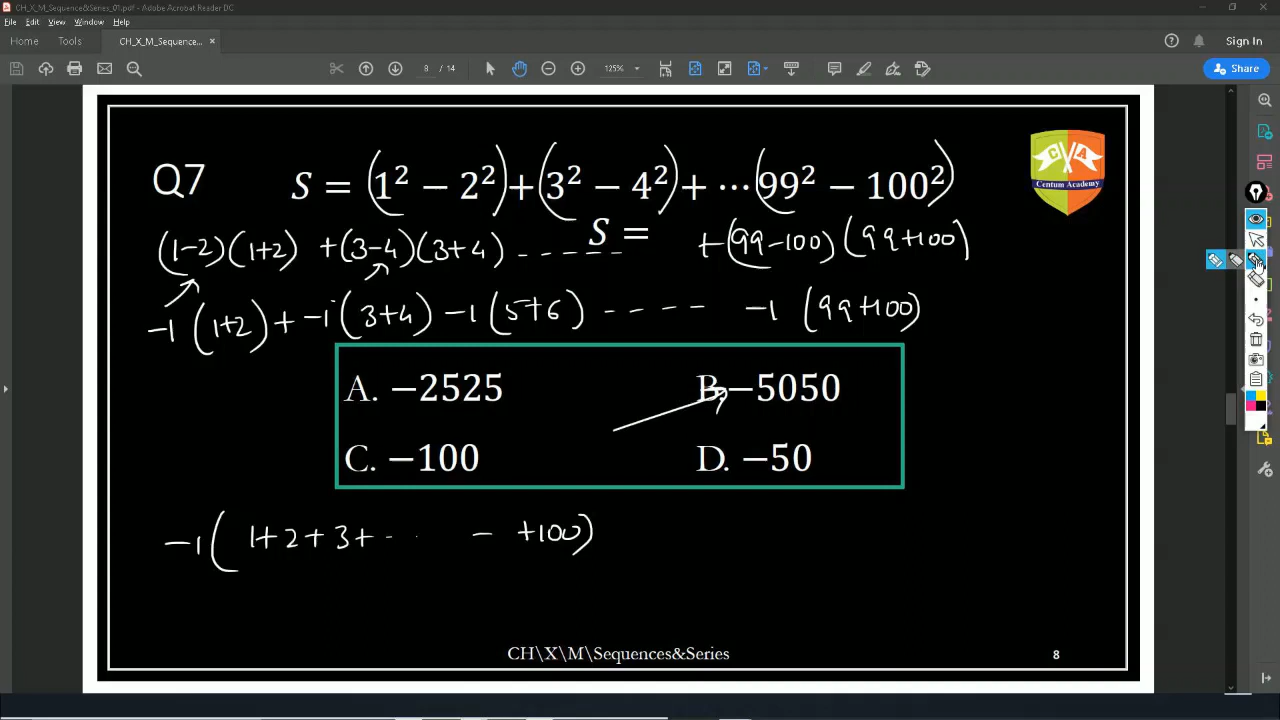 CH_X_M_Sequence&Series_01.pdf - Adobe Acrobat Reader DC
File Edit View Window Help
Home Tools CH_X_M_Sequenc... × Sign In
8 / 14 125% Share
Q7 S = (1² − 2²)+(3² − 4²)+ ⋯(99² − 100²)
S =
(1-2)(1+2) +(3-4)(3+4) ------ +(99-100)(99+100)
-1(1+2)+ -1(3+4) -1(5+6) ---- -1(99+100)
A. −2525 B. −5050
C. −100 D. −50
-1(1+2+3+ ... - +100)
C A
Centum Academy
CH\X\M\Sequences&Series 8